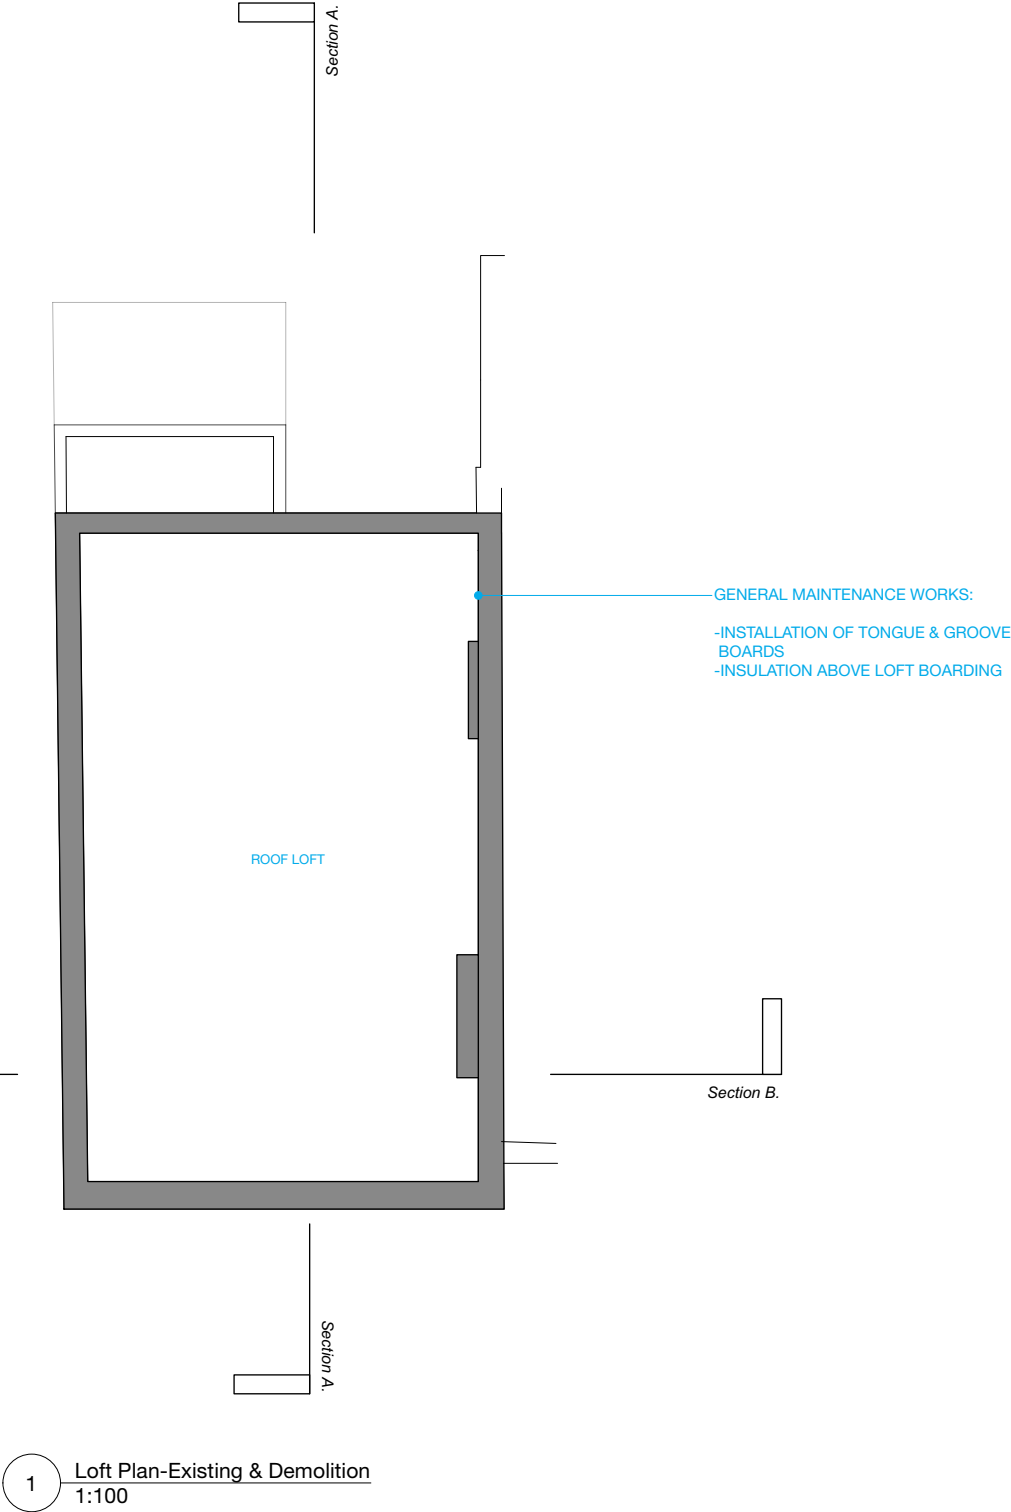 Section A.
GENERAL MAINTENANCE WORKS:
-INSTALLATION OF TONGUE & GROOVE
BOARDS
-INSULATION ABOVE LOFT BOARDING
ROOF LOFT
Section B.
Section A.
1
Loft Plan-Existing & Demolition
1:100